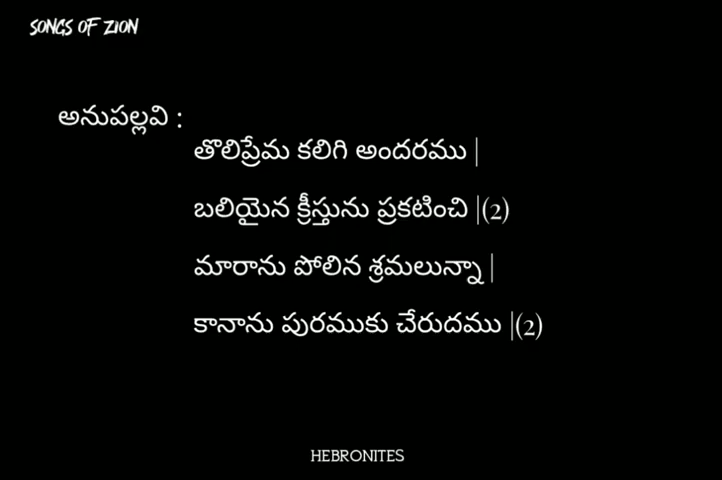 SONGS OF ZION
అనుపల్లవి :
తొలిప్రేమ కలిగి అందరము |
బలియైన క్రీస్తును ప్రకటించి |(2)
మారాను పోలిన శ్రమలున్నా |
కానాను పురముకు చేరుదము |(2)
HEBRONITES